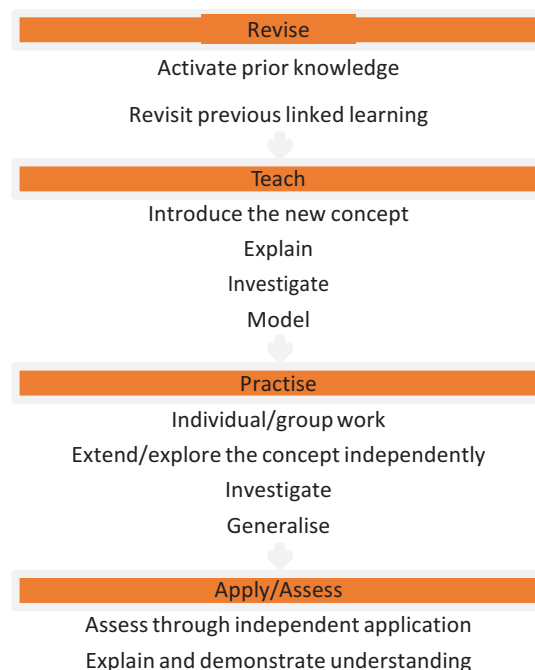 Revise
Activate prior knowledge
Revisit previous linked learning
Teach
Introduce the new concept
Explain
Investigate
Model
Practise
Individual/group work
Extend/explore the concept independently
Investigate
Generalise
Apply/Assess
Assess through independent application
Explain and demonstrate understanding